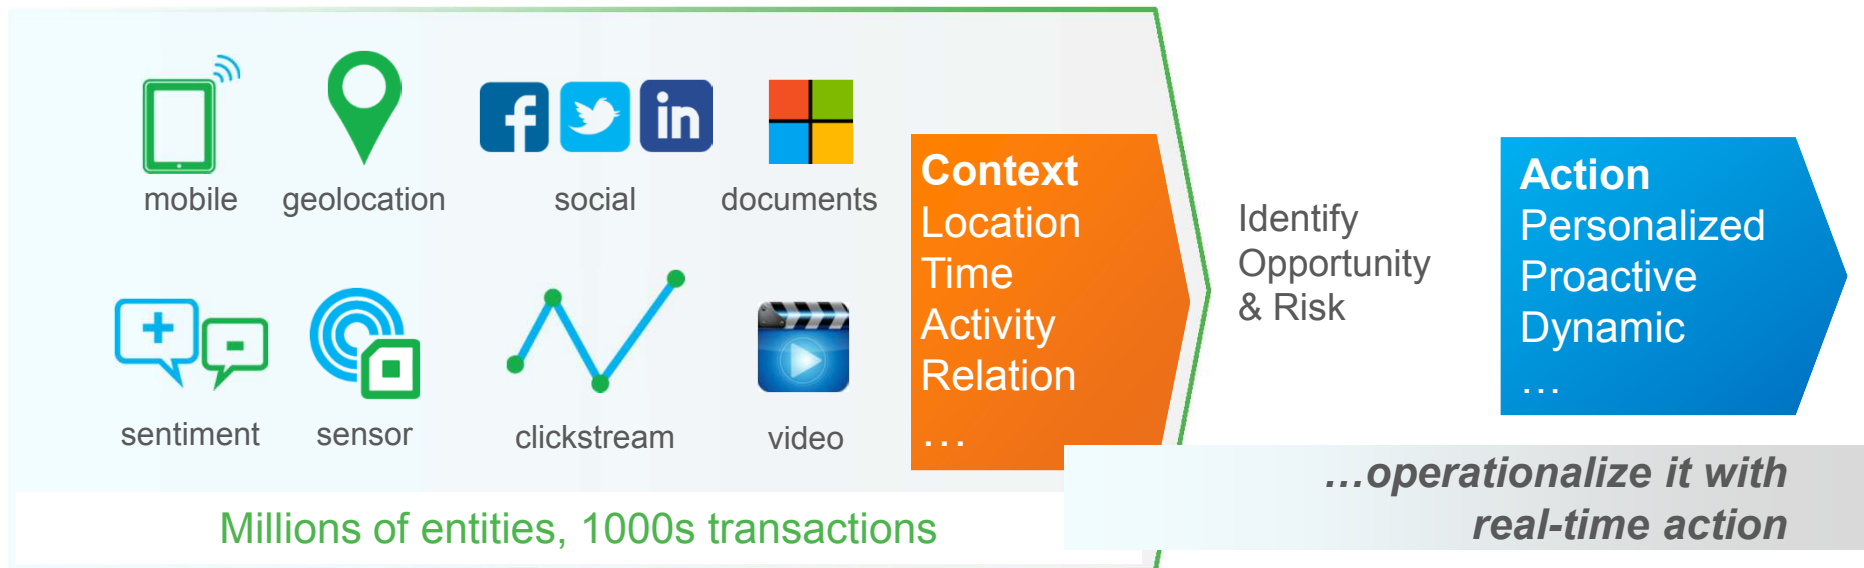 mobile
geolocation
social
documents
sentiment
sensor
clickstream
video
Millions of entities, 1000s transactions
Context
Location
Time
Activity
Relation
…
Identify
Opportunity
& Risk
Action
Personalized
Proactive
Dynamic
…
…operationalize it with
real-time action